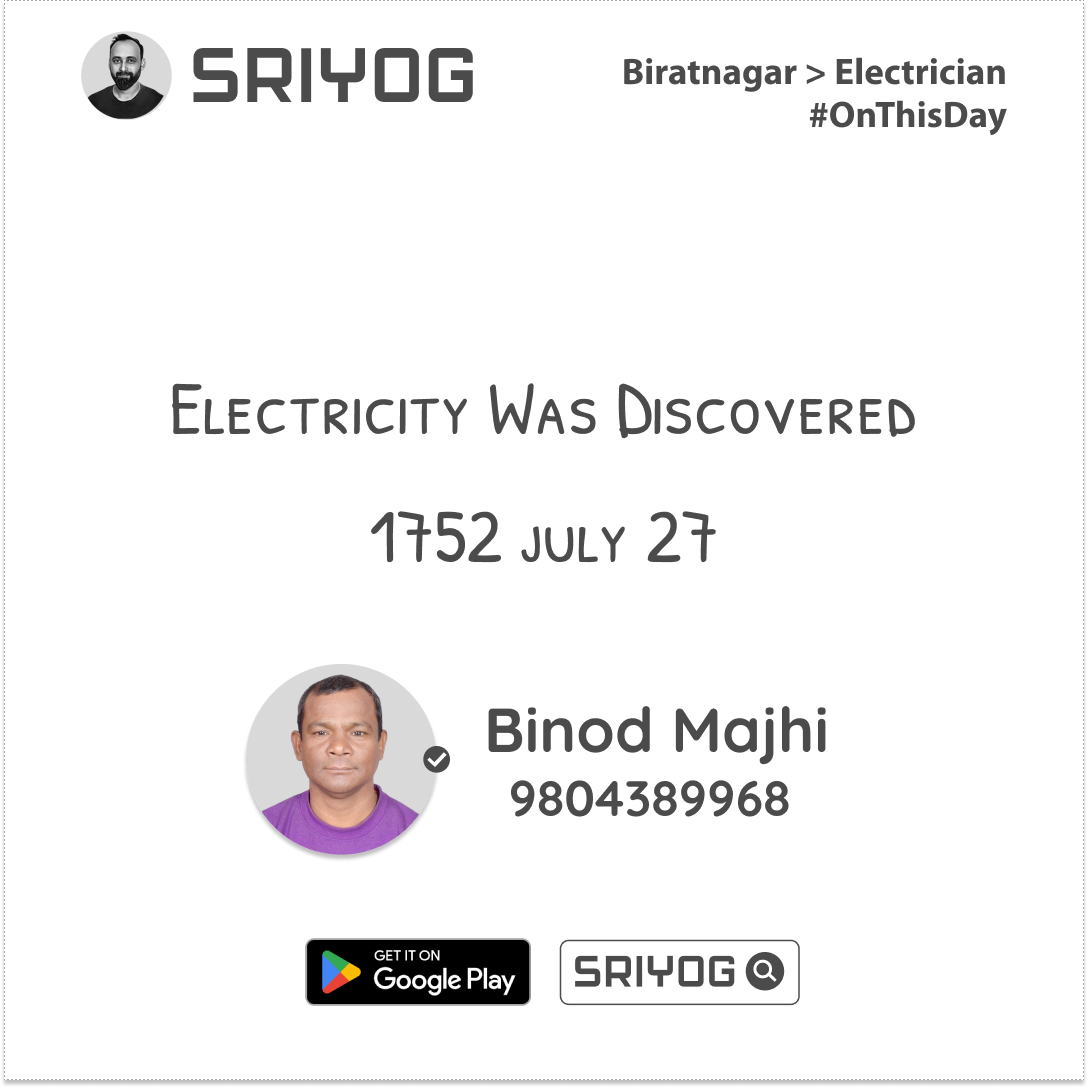 SRIYOG
Biratnagar > Electrician
#OnThisDay
Electricity Was Discovered
1752 july 27
Binod Majhi
9804389968
GET IT ON
Google Play
SRIYOG